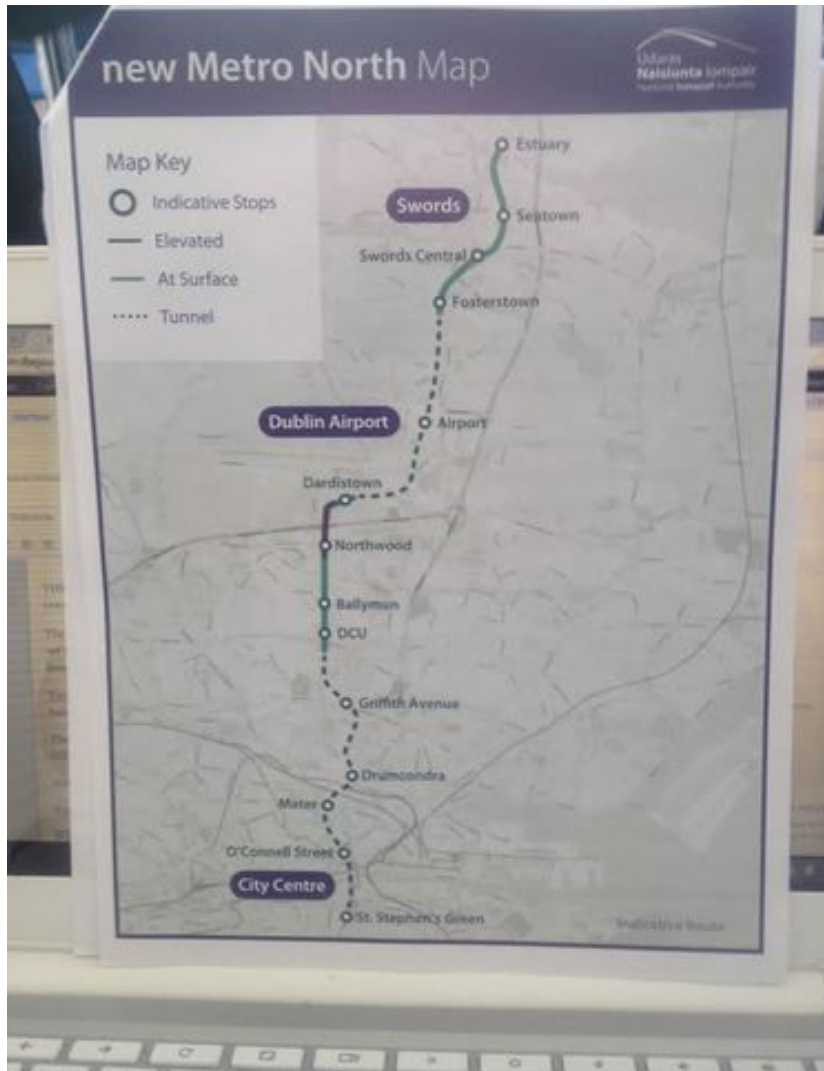 new Metro North Map
Údarás
Náisiúnta Iompair
National Transport Authority
Map Key
Indicative Stops
Elevated
At Surface
Tunnel
Estuary
Swords
Seatown
Swords Central
Fosterstown
Dublin Airport
Airport
Dardistown
Northwood
Ballymun
DCU
Griffith Avenue
Drumcondra
Mater
O'Connell Street
City Centre
St. Stephen's Green
Indicative Route